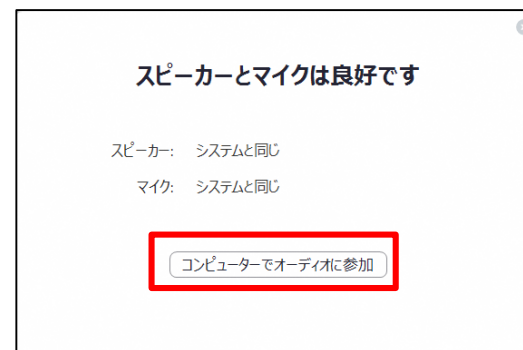 スピーカーとマイクは良好です
スピーカー: システムと同じ
マイク: システムと同じ
コンピューターでオーディオに参加